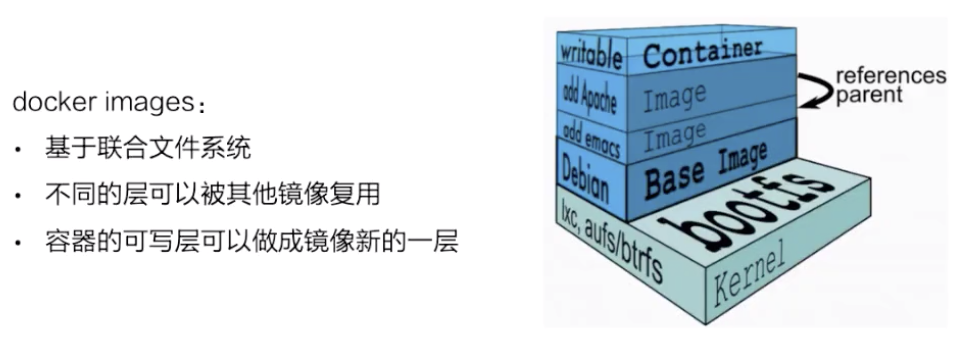 docker images：
• 基于联合文件系统
• 不同的层可以被其他镜像复用
• 容器的可写层可以做成镜像新的一层
writable Container
references
parent
add Apache Image
add emacs Image
Debian Base Image
lxc, aufs/btrfs bootfs
Kernel